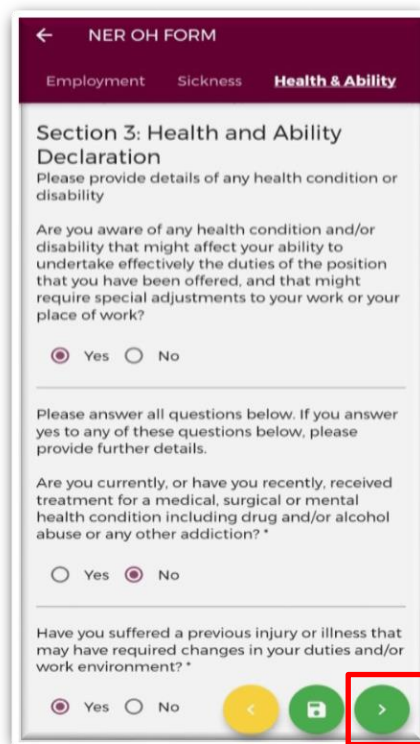 NER OH FORM
Employment Sickness Health & Ability
Section 3: Health and Ability
Declaration
Please provide details of any health condition or
disability
Are you aware of any health condition and/or
disability that might affect your ability to
undertake effectively the duties of the position
that you have been offered, and that might
require special adjustments to your work or your
place of work?
Yes No
Please answer all questions below. If you answer
yes to any of these questions below, please
provide further details.
Are you currently, or have you recently, received
treatment for a medical, surgical or mental
health condition including drug and/or alcohol
abuse or any other addiction? *
Yes No
Have you suffered a previous injury or illness that
may have required changes in your duties and/or
work environment? *
Yes No